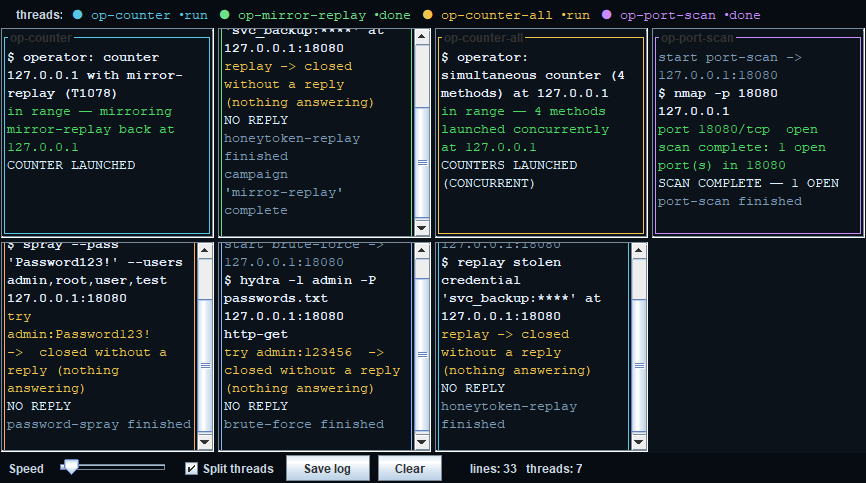 threads: op-counter •run op-mirror-replay •done op-counter-all •run op-port-scan •done
op-counter
$ operator: counter
127.0.0.1 with mirror-
replay (T1078)
in range — mirroring
mirror-replay back at
127.0.0.1
COUNTER LAUNCHED
'svc_backup:****' at
127.0.0.1:18080
replay -> closed
without a reply
(nothing answering)
NO REPLY
honeytoken-replay
finished
campaign
'mirror-replay'
complete
op-counter-all
$ operator:
simultaneous counter (4
methods) at 127.0.0.1
in range — 4 methods
launched concurrently
at 127.0.0.1
COUNTERS LAUNCHED
(CONCURRENT)
op-port-scan
start port-scan ->
127.0.0.1:18080
$ nmap -p 18080
127.0.0.1
port 18080/tcp  open
scan complete: 1 open
port(s) in 18080
SCAN COMPLETE — 1 OPEN
port-scan finished
$ spray --pass
'Password123!' --users
admin,root,user,test
127.0.0.1:18080
try
admin:Password123!
->  closed without a
reply (nothing
answering)
NO REPLY
password-spray finished
start brute-force ->
127.0.0.1:18080
$ hydra -l admin -P
passwords.txt
127.0.0.1:18080
http-get
try admin:123456  ->
closed without a reply
(nothing answering)
NO REPLY
brute-force finished
127.0.0.1:18080
$ replay stolen
credential
'svc_backup:****' at
127.0.0.1:18080
replay -> closed
without a reply
(nothing answering)
NO REPLY
honeytoken-replay
finished
Speed Split threads Save log Clear lines: 33 threads: 7